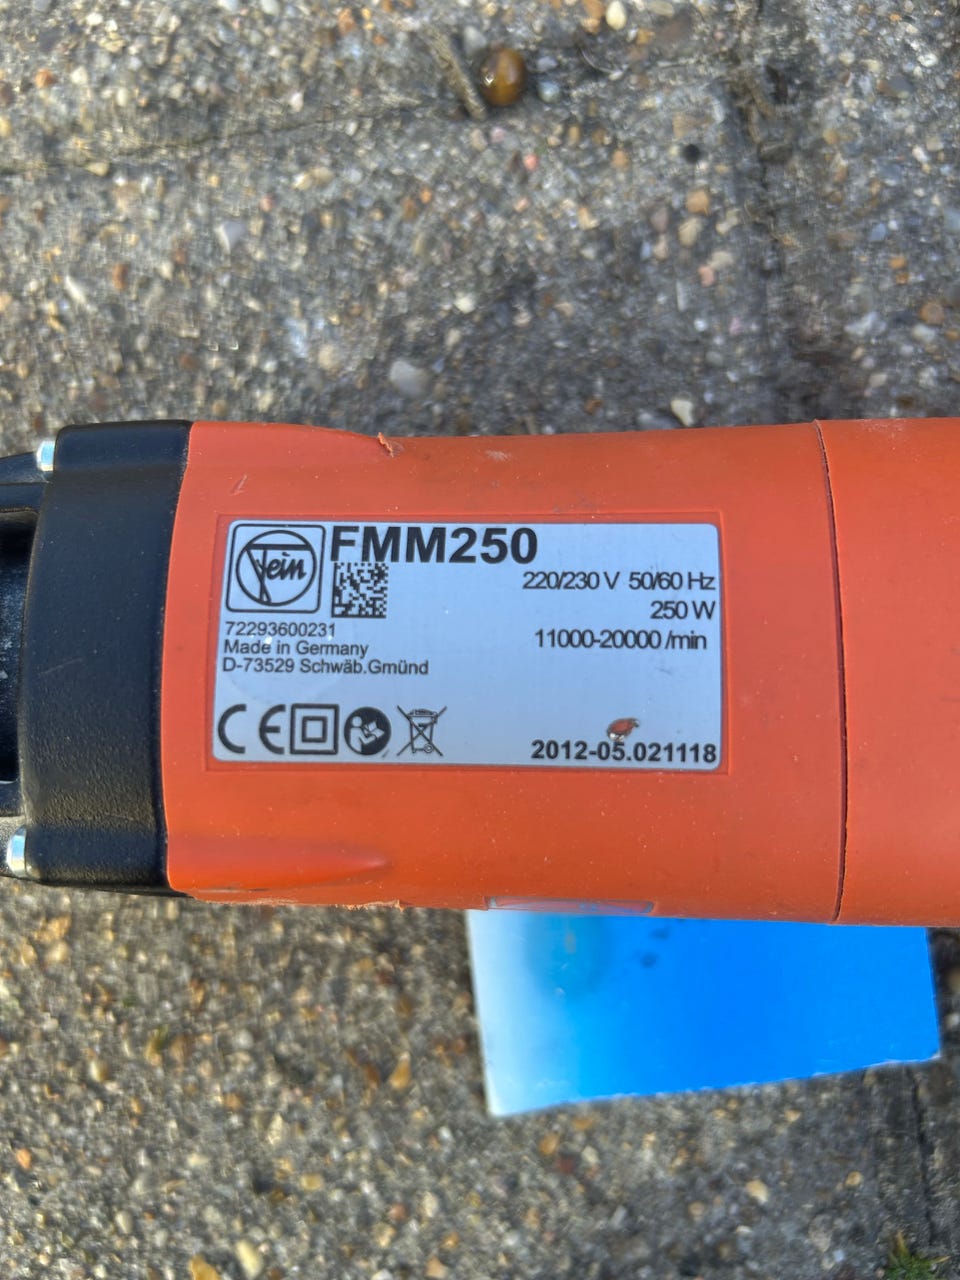 Fein
FMM250
220/230 V 50/60 Hz
250 W
11000-20000 /min
72293600231
Made in Germany
D-73529 Schwäb.Gmünd
CE
2012-05.021118